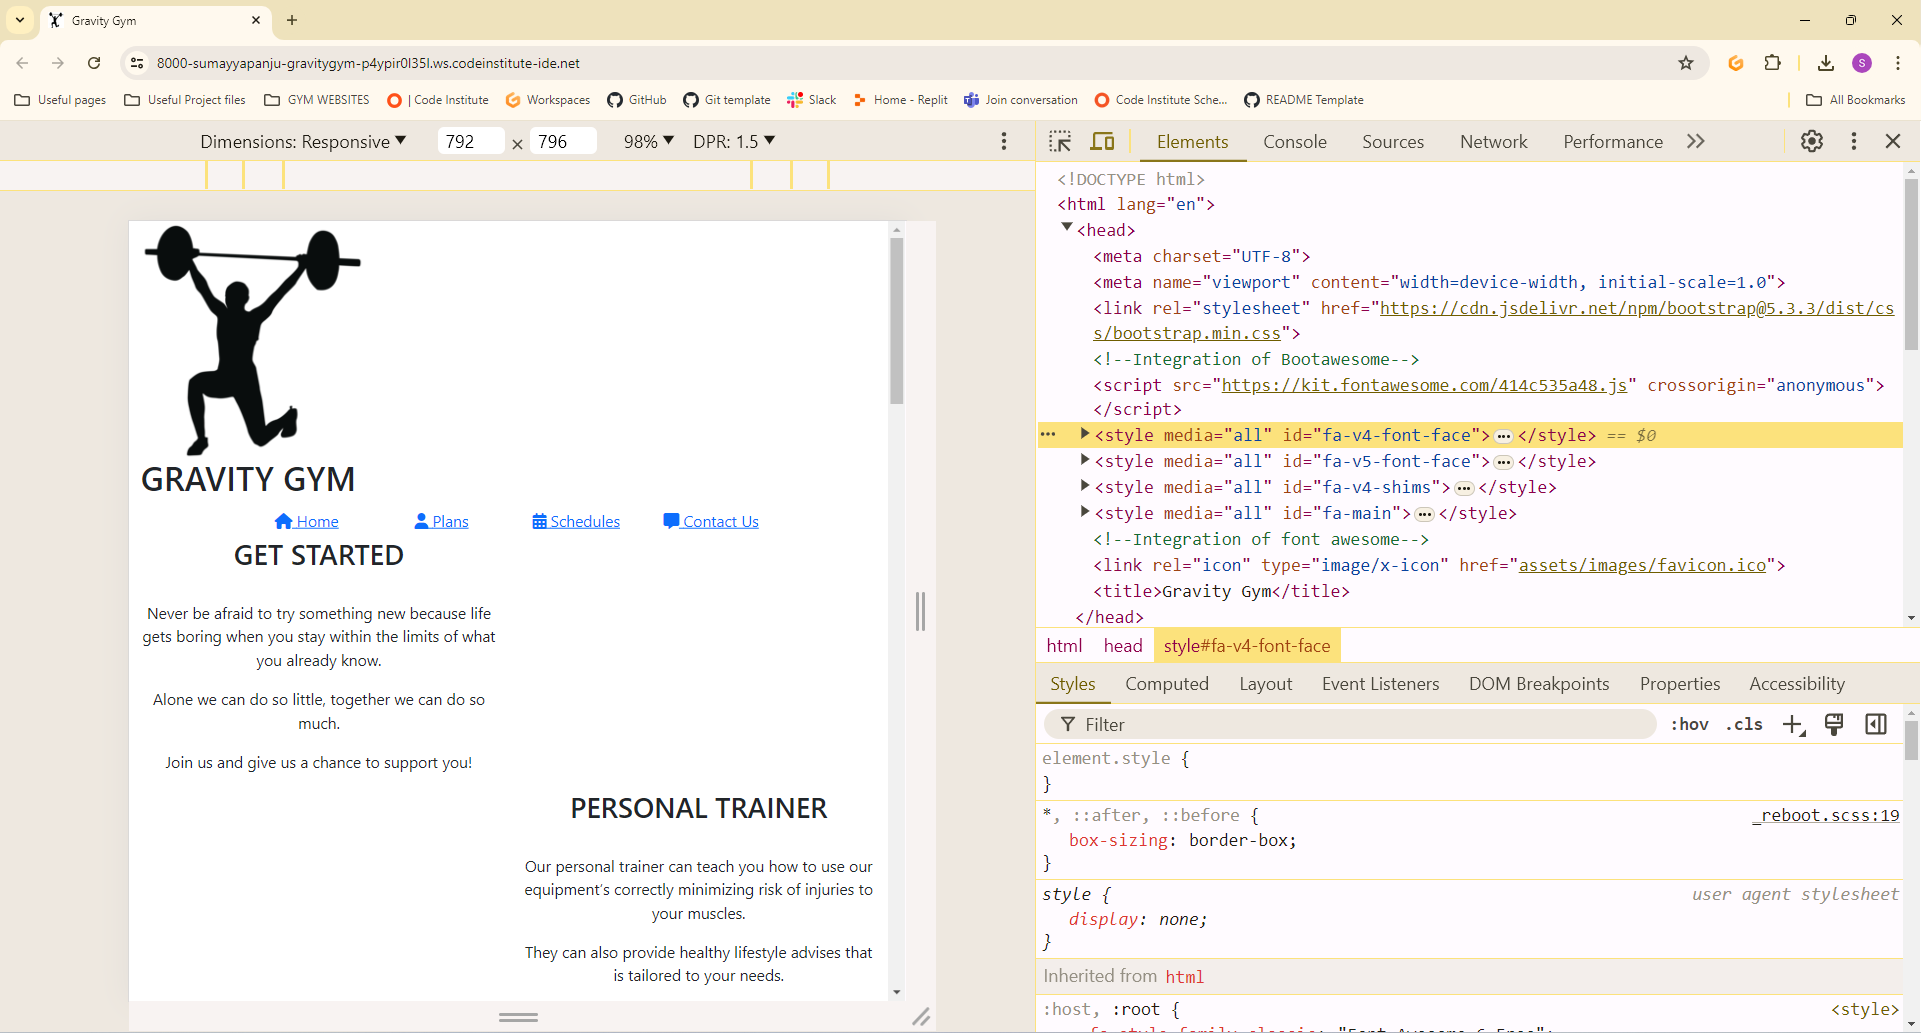 Gravity Gym
8000-sumayyapanju-gravitygym-p4ypir0l35l.ws.codeinstitute-ide.net
S
Useful pages Useful Project files GYM WEBSITES | Code Institute Workspaces GitHub Git template Slack Home - Replit Join conversation Code Institute Sche... README Template All Bookmarks
Dimensions: Responsive 792 × 796 98% DPR: 1.5
GRAVITY GYM
Home Plans Schedules Contact Us
GET STARTED
Never be afraid to try something new because life
gets boring when you stay within the limits of what
you already know.
Alone we can do so little, together we can do so
much.
Join us and give us a chance to support you!
PERSONAL TRAINER
Our personal trainer can teach you how to use our
equipment's correctly minimizing risk of injuries to
your muscles.
They can also provide healthy lifestyle advises that
is tailored to your needs.
Elements Console Sources Network Performance
<!DOCTYPE html>
<html lang="en">
<head>
<meta charset="UTF-8">
<meta name="viewport" content="width=device-width, initial-scale=1.0">
<link rel="stylesheet" href="https://cdn.jsdelivr.net/npm/bootstrap@5.3.3/dist/cs
s/bootstrap.min.css">
<!--Integration of Bootawesome-->
<script src="https://kit.fontawesome.com/414c535a48.js" crossorigin="anonymous">
</script>
<style media="all" id="fa-v4-font-face">…</style> == $0
<style media="all" id="fa-v5-font-face">…</style>
<style media="all" id="fa-v4-shims">…</style>
<style media="all" id="fa-main">…</style>
<!--Integration of font awesome-->
<link rel="icon" type="image/x-icon" href="assets/images/favicon.ico">
<title>Gravity Gym</title>
</head>
html head style#fa-v4-font-face
Styles Computed Layout Event Listeners DOM Breakpoints Properties Accessibility
Filter :hov .cls
element.style {
}
*, ::after, ::before { _reboot.scss:19
box-sizing: border-box;
}
style { user agent stylesheet
display: none;
}
Inherited from html
:host, :root { <style>